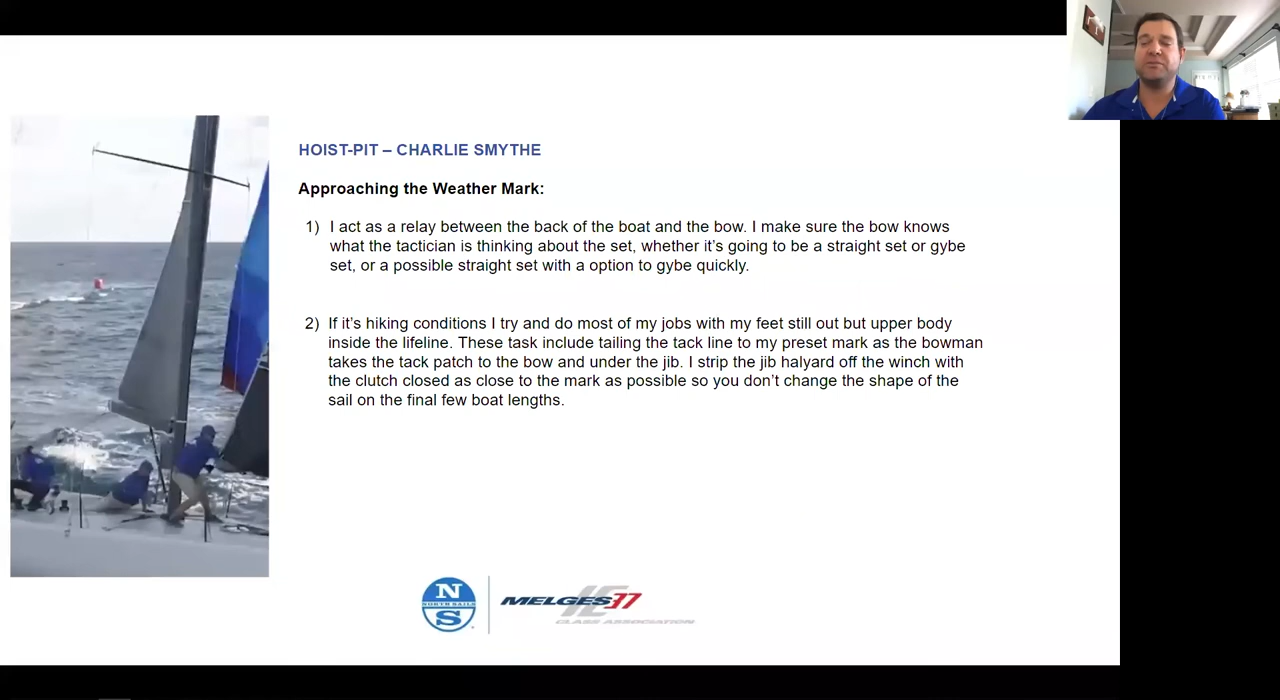 HOIST-PIT – CHARLIE SMYTHE
Approaching the Weather Mark:
1) I act as a relay between the back of the boat and the bow. I make sure the bow knows
what the tactician is thinking about the set, whether it's going to be a straight set or gybe
set, or a possible straight set with a option to gybe quickly.
2) If it's hiking conditions I try and do most of my jobs with my feet still out but upper body
inside the lifeline. These task include tailing the tack line to my preset mark as the bowman
takes the tack patch to the bow and under the jib. I strip the jib halyard off the winch with
the clutch closed as close to the mark as possible so you don't change the shape of the
sail on the final few boat lengths.
N
NORTH SAILS
S
MELGES
CLASS ASSOCIATION